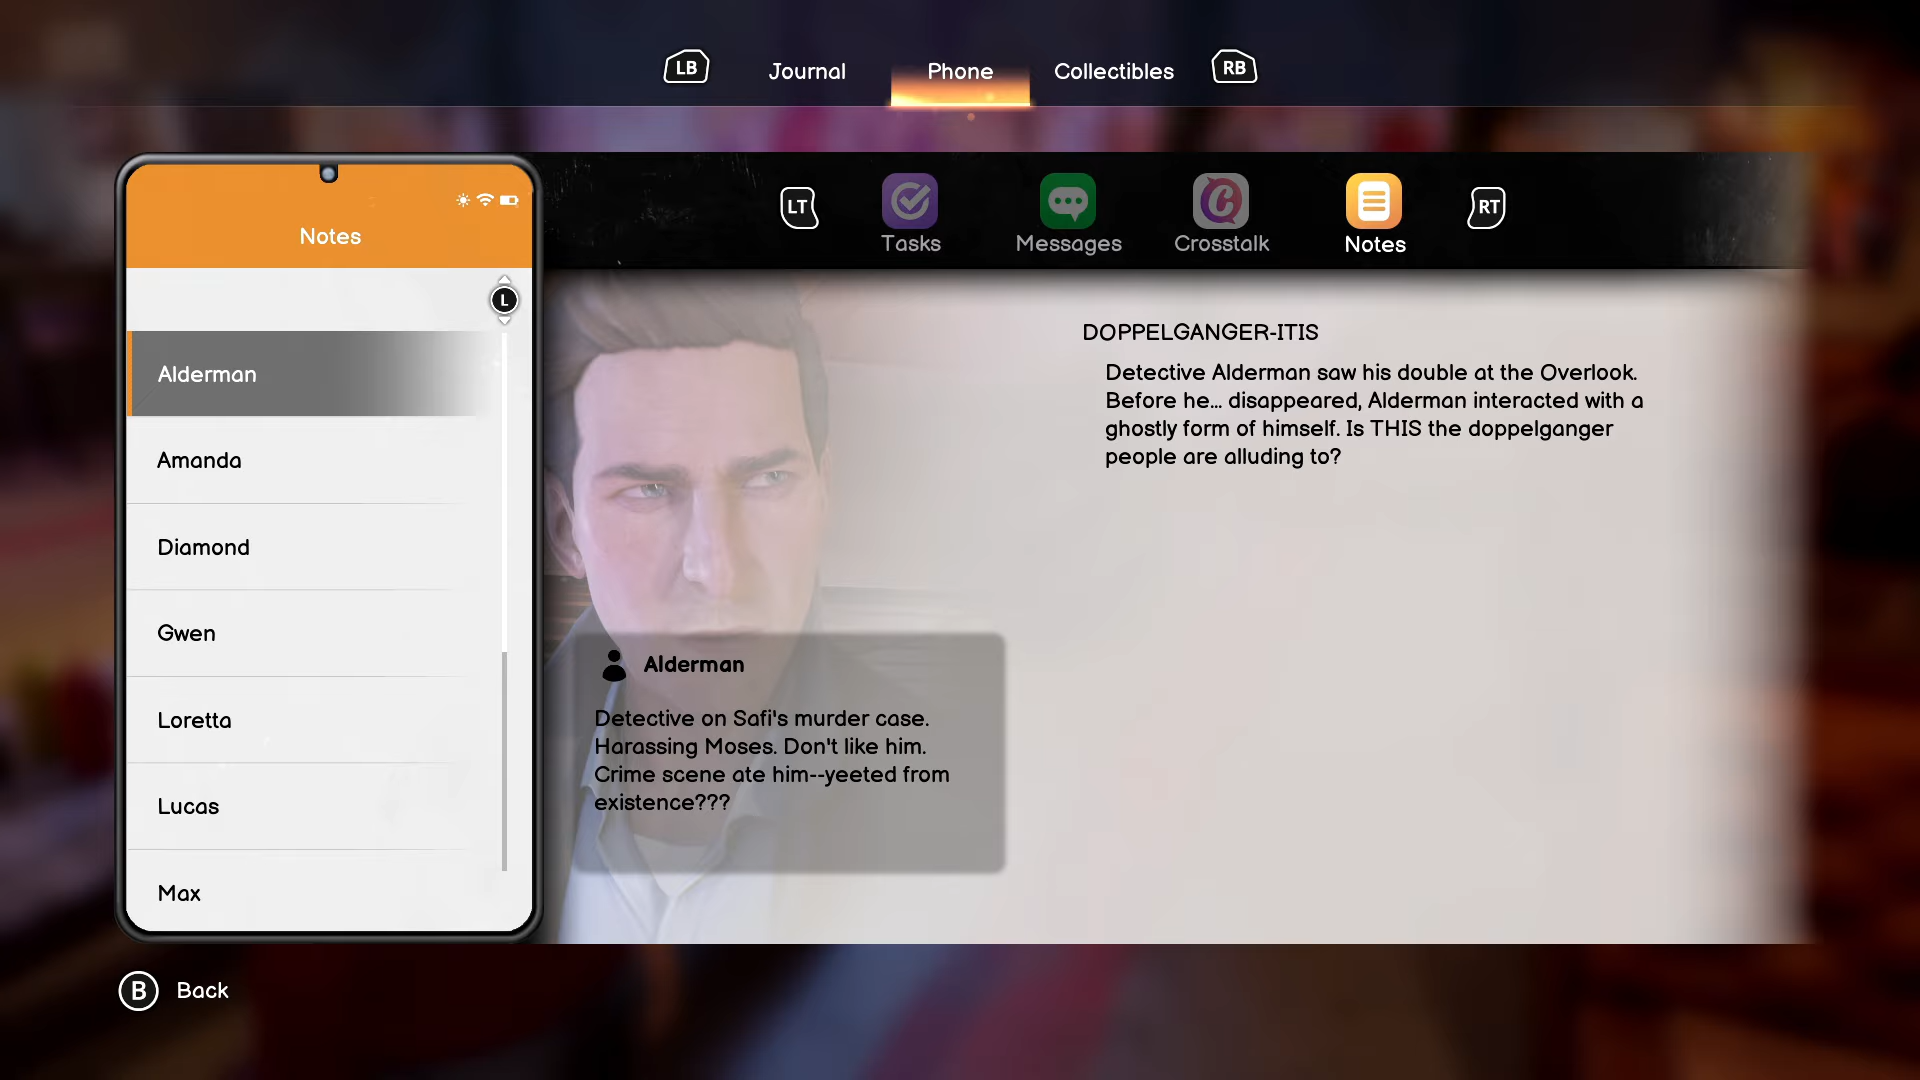 LB
Journal
Phone
Collectibles
RB
Notes
LT
Tasks
Messages
Crosstalk
Notes
RT
L
Alderman
Amanda
Diamond
Gwen
Loretta
Lucas
Max
Alderman
Detective on Safi's murder case.
Harassing Moses. Don't like him.
Crime scene ate him--yeeted from
existence???
DOPPELGANGER-ITIS
Detective Alderman saw his double at the Overlook.
Before he... disappeared, Alderman interacted with a
ghostly form of himself. Is THIS the doppelganger
people are alluding to?
B Back